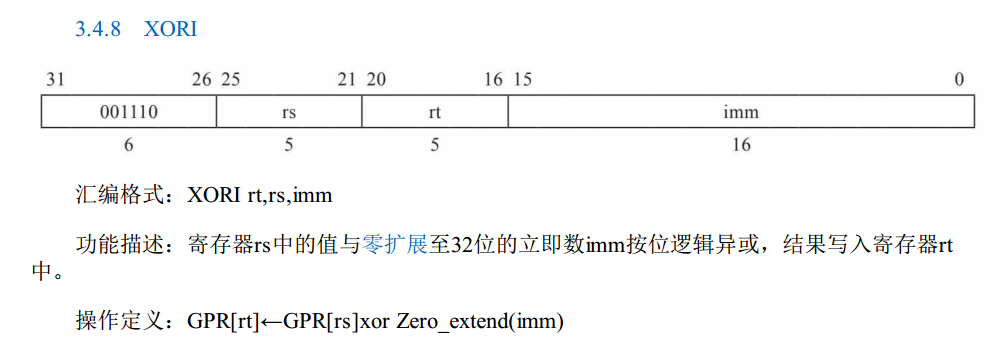 3.4.8 XORI
31 26 25 21 20 16 15 0
001110 rs rt imm
6 5 5 16
汇编格式：XORI rt,rs,imm
功能描述：寄存器rs中的值与零扩展至32位的立即数imm按位逻辑异或，结果写入寄存器rt
中。
操作定义：GPR[rt]←GPR[rs]xor Zero_extend(imm)